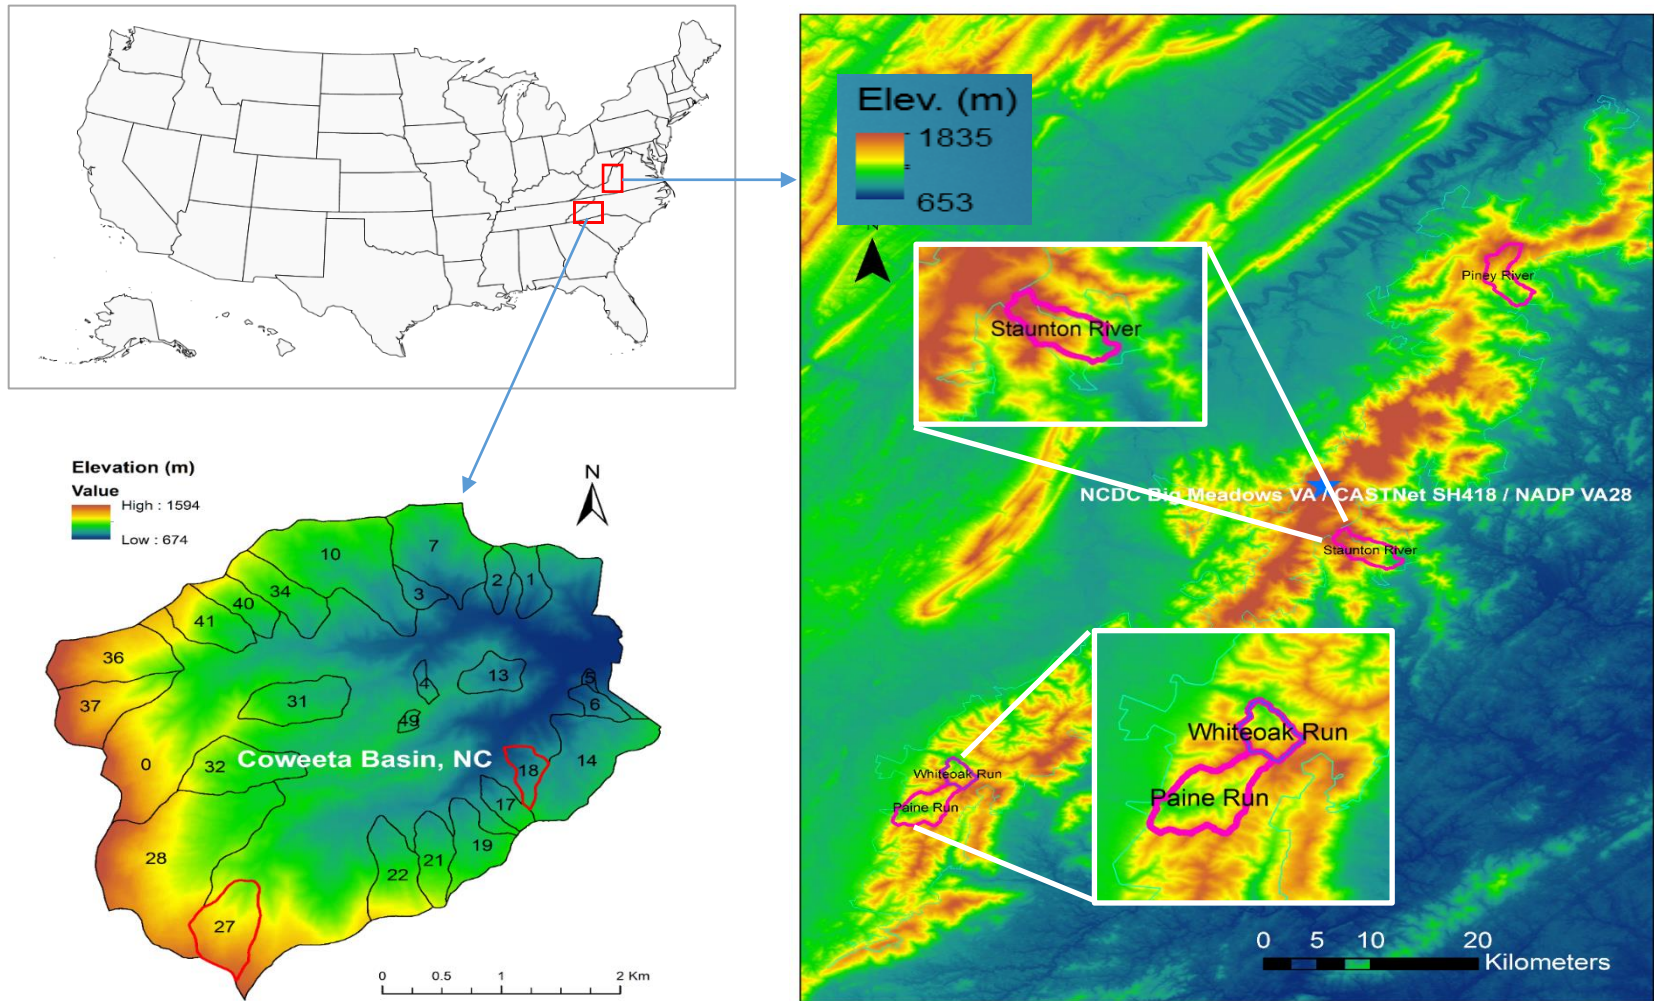 Elev. (m)
1835
653
N
Piney River
Staunton River
NCDC Big Meadows VA / CASTNet SH418 / NADP VA28
Staunton River
Whiteoak Run
Paine Run
Whiteoak Run
Paine Run
0 5 10 20
Kilometers
Elevation (m)
Value
High : 1594
Low : 674
N
10
7
2
1
3
34
40
41
36
37
31
4
13
5
6
49
0
32
Coweeta Basin, NC
18
14
17
28
19
21
22
27
0 0.5 1 2 Km